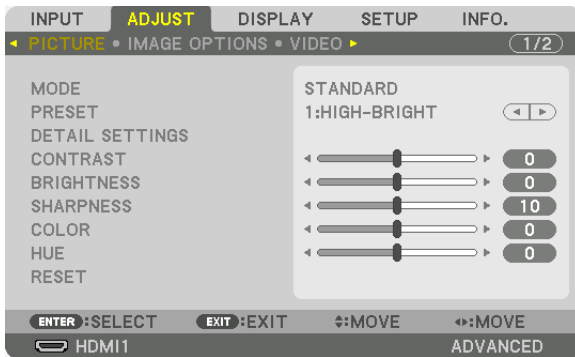 INPUT ADJUST DISPLAY SETUP INFO.
PICTURE • IMAGE OPTIONS • VIDEO 1/2
MODE STANDARD
PRESET 1:HIGH-BRIGHT
DETAIL SETTINGS
CONTRAST 0
BRIGHTNESS 0
SHARPNESS 10
COLOR 0
HUE 0
RESET
ENTER :SELECT EXIT :EXIT :MOVE :MOVE
HDMI1 ADVANCED